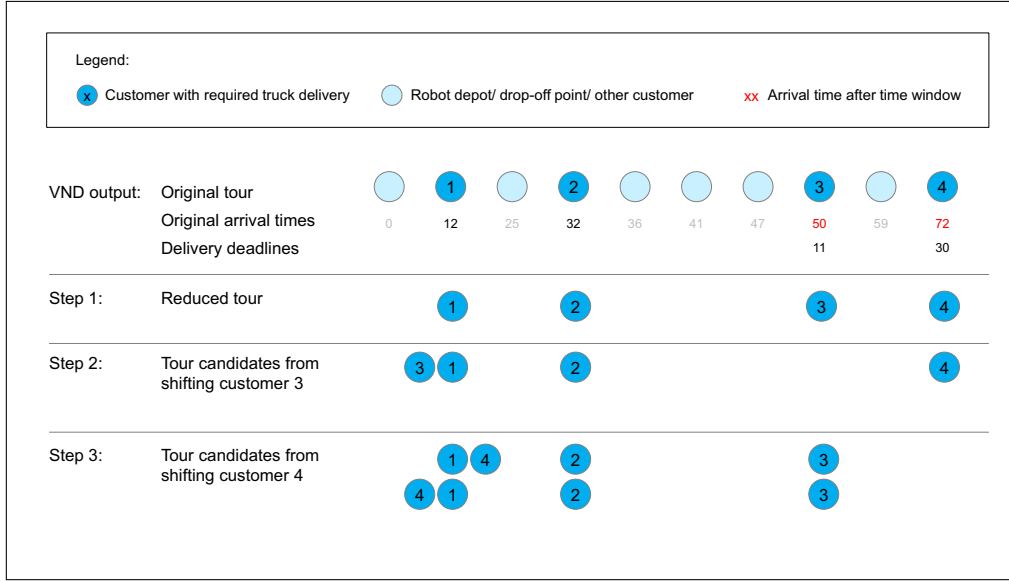 Legend:
x Customer with required truck delivery Robot depot/ drop-off point/ other customer xx Arrival time after time window
VND output: Original tour 1 2 3 4
Original arrival times 0 12 25 32 36 41 47 50 59 72
Delivery deadlines 11 30
Step 1: Reduced tour 1 2 3 4
Step 2: Tour candidates from 3 1 2 4
shifting customer 3
Step 3: Tour candidates from 1 4 2 3
shifting customer 4
4 1 2 3